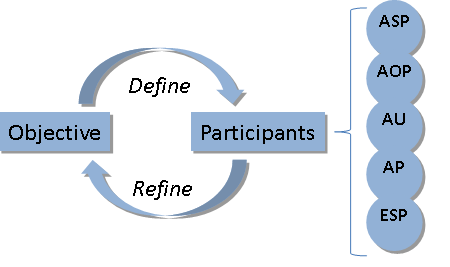 Define
Objective
Participants
Refine
ASP
AOP
AU
AP
ESP